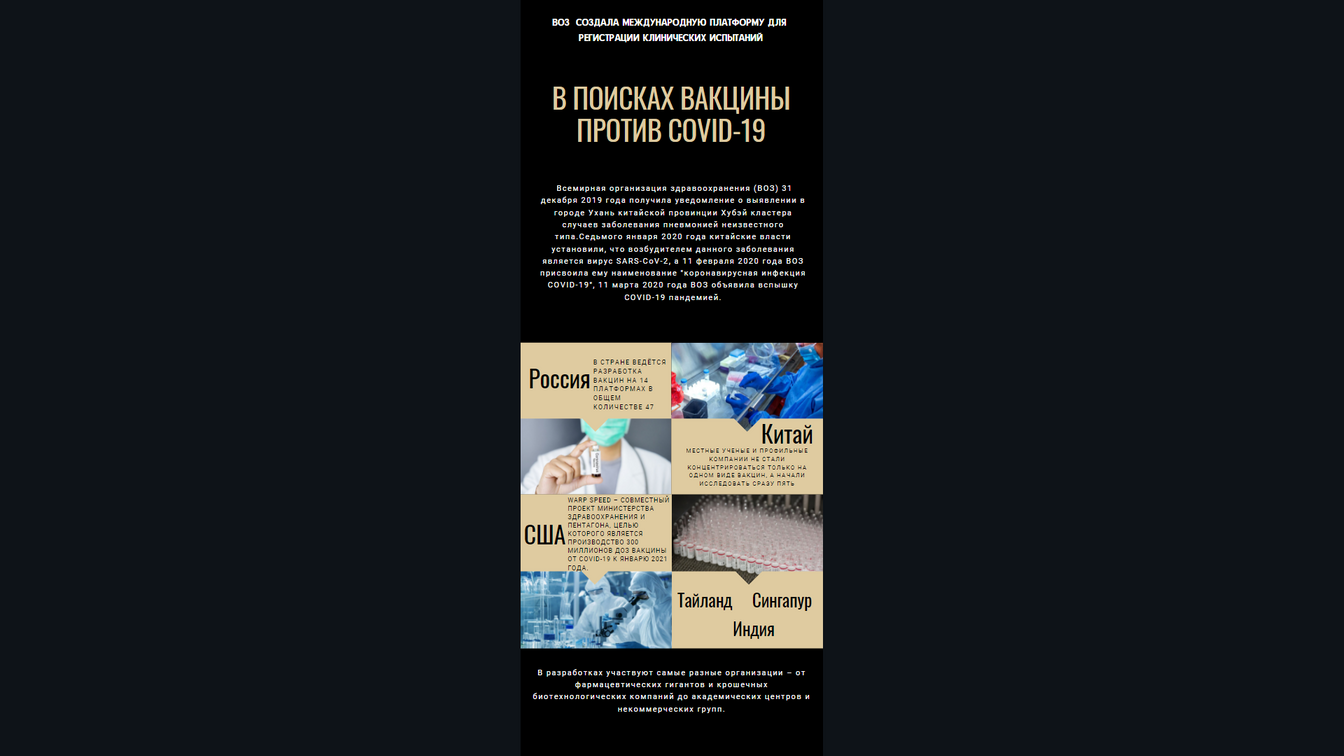 ВОЗ СОЗДАЛА МЕЖДУНАРОДНУЮ ПЛАТФОРМУ ДЛЯ
РЕГИСТРАЦИИ КЛИНИЧЕСКИХ ИСПЫТАНИЙ
В ПОИСКАХ ВАКЦИНЫ
ПРОТИВ COVID-19
Всемирная организация здравоохранения (ВОЗ) 31
декабря 2019 года получила уведомление о выявлении в
городе Ухань китайской провинции Хубэй кластера
случаев заболевания пневмонией неизвестного
типа.Седьмого января 2020 года китайские власти
установили, что возбудителем данного заболевания
является вирус SARS-CoV-2, а 11 февраля 2020 года ВОЗ
присвоила ему наименование "коронавирусная инфекция
COVID-19", 11 марта 2020 года ВОЗ объявила вспышку
COVID-19 пандемией.
Россия
В СТРАНЕ ВЕДЁТСЯ
РАЗРАБОТКА
ВАКЦИН НА 14
ПЛАТФОРМАХ В
ОБЩЕМ
КОЛИЧЕСТВЕ 47
Китай
МЕСТНЫЕ УЧЕНЫЕ И ПРОФИЛЬНЫЕ
КОМПАНИИ НЕ СТАЛИ
КОНЦЕНТРИРОВАТЬСЯ ТОЛЬКО НА
ОДНОМ ВИДЕ ВАКЦИН, А НАЧАЛИ
ИССЛЕДОВАТЬ СРАЗУ ПЯТЬ
США
WARP SPEED – СОВМЕСТНЫЙ
ПРОЕКТ МИНИСТЕРСТВА
ЗДРАВООХРАНЕНИЯ И
ПЕНТАГОНА, ЦЕЛЬЮ
КОТОРОГО ЯВЛЯЕТСЯ
ПРОИЗВОДСТВО 300
МИЛЛИОНОВ ДОЗ ВАКЦИНЫ
ОТ COVID-19 К ЯНВАРЮ 2021
ГОДА.
Тайланд Сингапур
Индия
В разработках участвуют самые разные организации – от
фармацевтических гигантов и крошечных
биотехнологических компаний до академических центров и
некоммерческих групп.